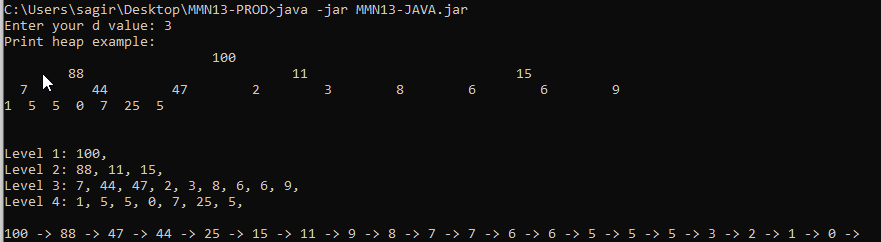 C:\Users\sagir\Desktop\MMN13-PROD>java -jar MMN13-JAVA.jar
Enter your d value: 3
Print heap example:
100
88 11 15
7 44 47 2 3 8 6 6 9
1 5 5 0 7 25 5
Level 1: 100,
Level 2: 88, 11, 15,
Level 3: 7, 44, 47, 2, 3, 8, 6, 6, 9,
Level 4: 1, 5, 5, 0, 7, 25, 5,
100 -> 88 -> 47 -> 44 -> 25 -> 15 -> 11 -> 9 -> 8 -> 7 -> 7 -> 6 -> 6 -> 5 -> 5 -> 5 -> 3 -> 2 -> 1 -> 0 ->